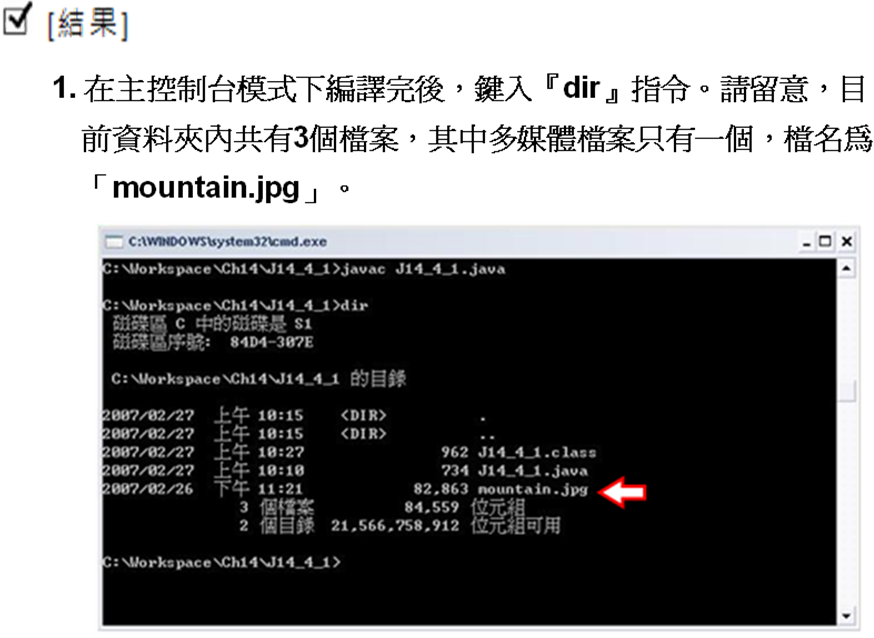 [結果]
1. 在主控制台模式下編譯完後，鍵入『dir』指令。請留意，目
前資料夾內共有3個檔案，其中多媒體檔案只有一個，檔名為
「mountain.jpg」。
C:\WINDOWS\system32\cmd.exe
C:\Workspace\Ch14\J14_4_1>javac J14_4_1.java
C:\Workspace\Ch14\J14_4_1>dir
磁碟區 C 中的磁碟是 S1
磁碟區序號: 84D4-307E
C:\Workspace\Ch14\J14_4_1 的目錄
2007/02/27 上午 10:15 <DIR> .
2007/02/27 上午 10:15 <DIR> ..
2007/02/27 上午 10:27 962 J14_4_1.class
2007/02/27 上午 10:10 734 J14_4_1.java
2007/02/26 下午 11:21 82,863 mountain.jpg
3 個檔案 84,559 位元組
2 個目錄 21,566,758,912 位元組可用
C:\Workspace\Ch14\J14_4_1>